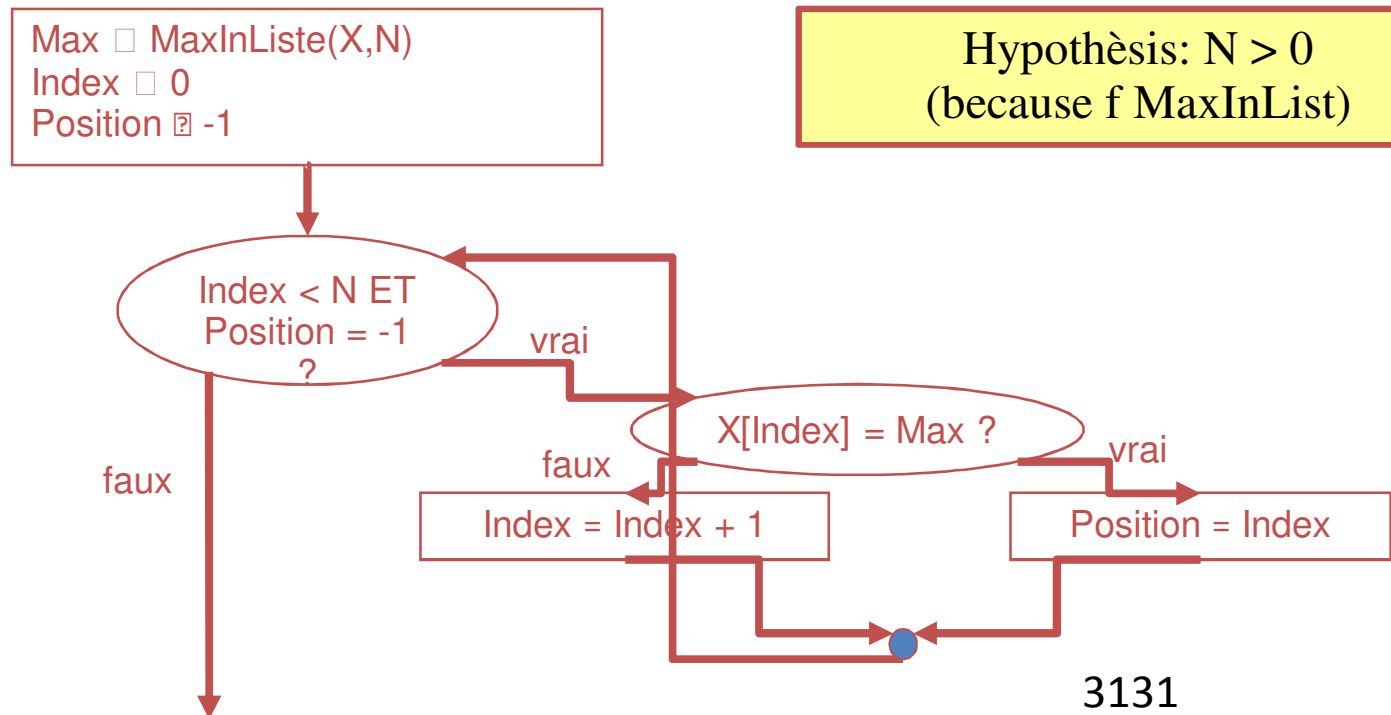 Max □ MaxInListe(X,N)
Index □ 0
Position ⍰ -1
Hypothèsis: N > 0
(because f MaxInList)
Index < N ET
Position = -1
?
vrai
X[Index] = Max ?
faux
faux
vrai
Index = Index + 1
Position = Index
3131